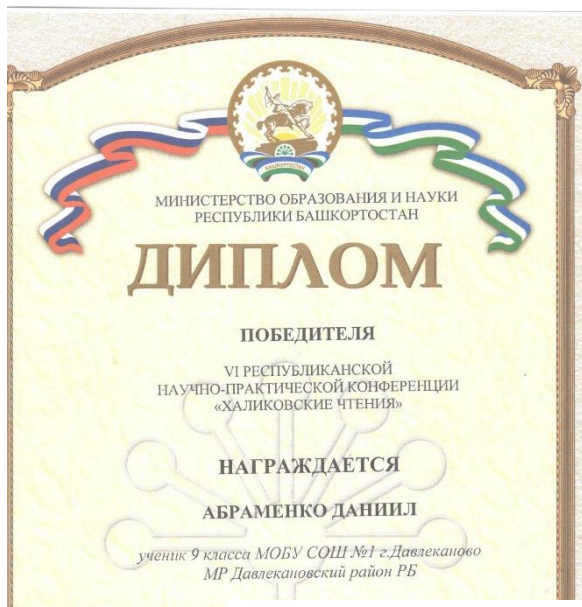 БАШКОРТОСТАН
МИНИСТЕРСТВО ОБРАЗОВАНИЯ И НАУКИ
РЕСПУБЛИКИ БАШКОРТОСТАН
ДИПЛОМ
ПОБЕДИТЕЛЯ
VI РЕСПУБЛИКАНСКОЙ
НАУЧНО-ПРАКТИЧЕСКОЙ КОНФЕРЕНЦИИ
«ХАЛИКОВСКИЕ ЧТЕНИЯ»
НАГРАЖДАЕТСЯ
АБРАМЕНКО ДАНИИЛ
ученик 9 класса МОБУ СОШ №1 г.Давлеканово
МР Давлекановский район РБ